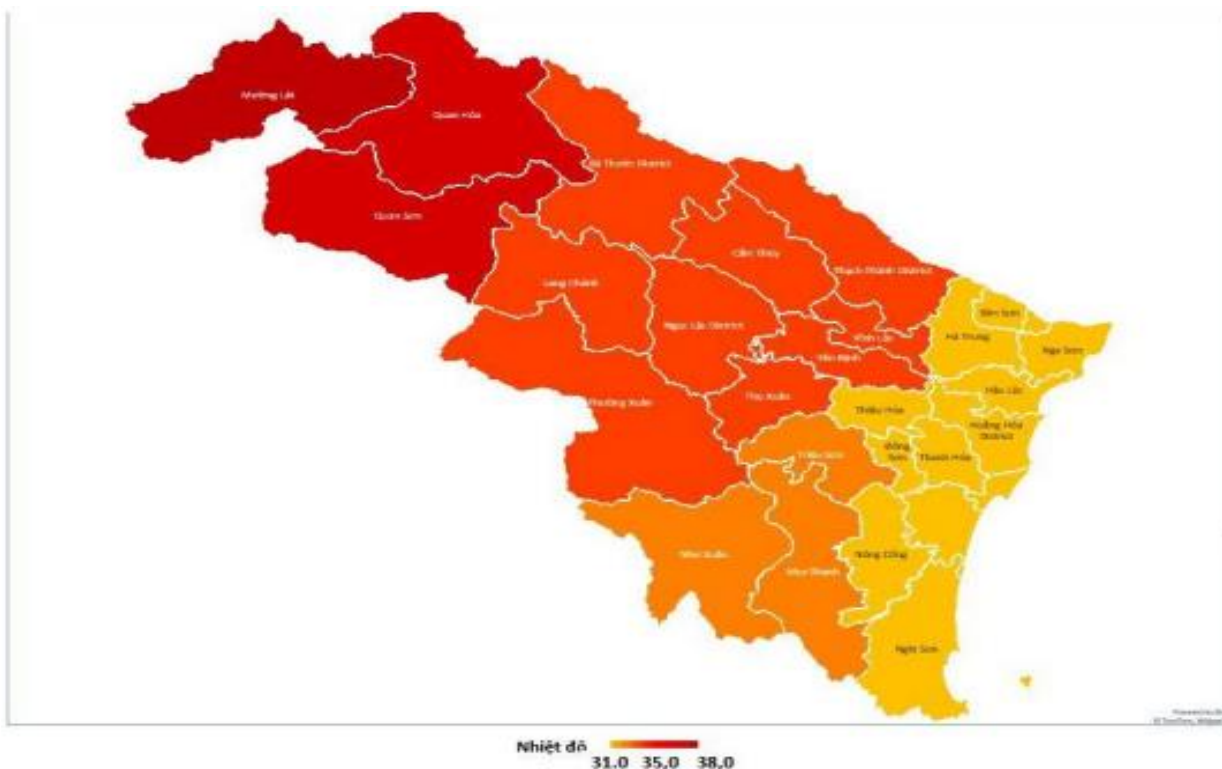 Mường Lát
Quan Hóa
Bá Thước District
Quan Sơn
Cẩm Thủy
Thạch Thành District
Lang Chánh
Ngọc Lặc District
Bỉm Sơn
Hà Trung
Nga Sơn
Vĩnh Lộc
Yên Định
Hậu Lộc
Thường Xuân
Thọ Xuân
Thiệu Hóa
Hoằng Hóa
District
Đông
Sơn
Thanh Hóa
Triệu Sơn
Như Xuân
Như Thanh
Nông Cống
Nghi Sơn
Nhiệt độ
31.0 35,0 38,0